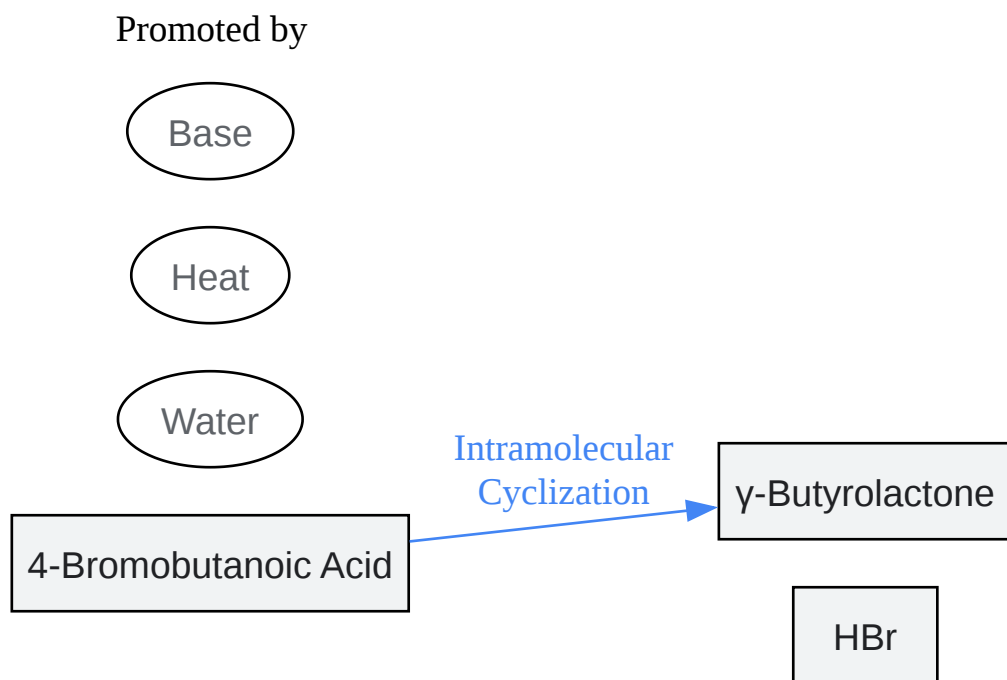 Promoted by
Base
Heat
Water
Intramolecular
Cyclization
γ-Butyrolactone
4-Bromobutanoic Acid
HBr